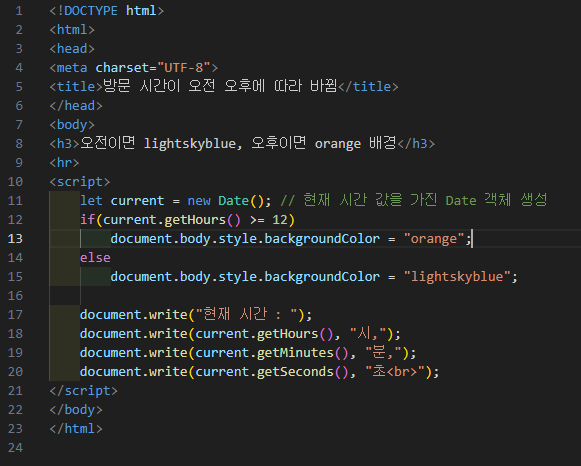 1 <!DOCTYPE html>
2 <html>
3 <head>
4 <meta charset="UTF-8">
5 <title>방문 시간이 오전 오후에 따라 바뀜</title>
6 </head>
7 <body>
8 <h3>오전이면 lightskyblue, 오후이면 orange 배경</h3>
9 <hr>
10 <script>
11     let current = new Date(); // 현재 시간 값을 가진 Date 객체 생성
12     if(current.getHours() >= 12)
13         document.body.style.backgroundColor = "orange";
14     else
15         document.body.style.backgroundColor = "lightskyblue";
16
17     document.write("현재 시간 : ");
18     document.write(current.getHours(), "시,");
19     document.write(current.getMinutes(), "분,");
20     document.write(current.getSeconds(), "초<br>");
21 </script>
22 </body>
23 </html>
24